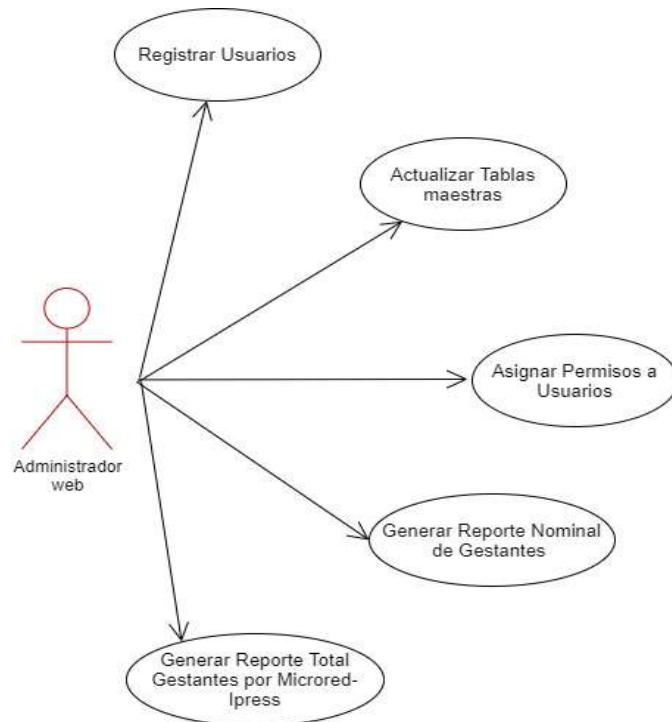 Registrar Usuarios
Actualizar Tablas
maestras
Asignar Permisos a
Usuarios
Administrador
web
Generar Reporte Nominal
de Gestantes
Generar Reporte Total
Gestantes por Microred-
Ipress